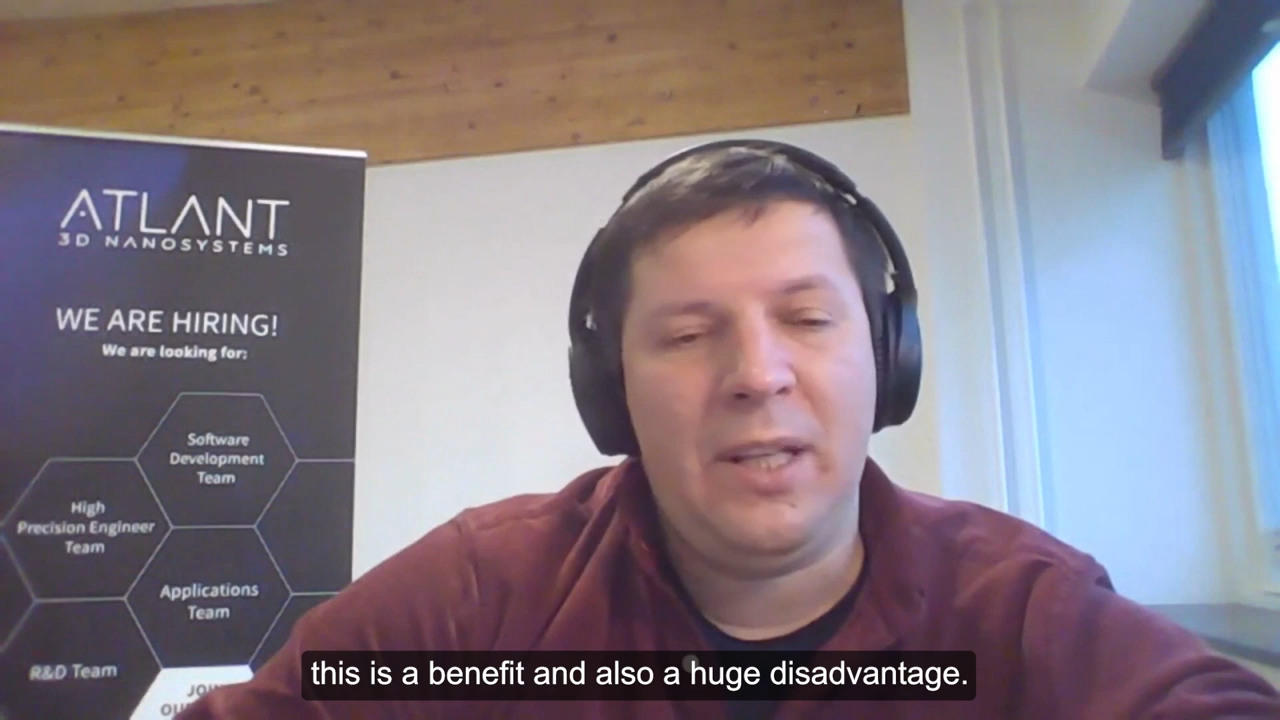 ATLANT
3D NANOSYSTEMS
WE ARE HIRING!
We are looking for:
Software
Development
Team
High
Precision Engineer
Team
Applications
Team
R&D Team
this is a benefit and also a huge disadvantage.